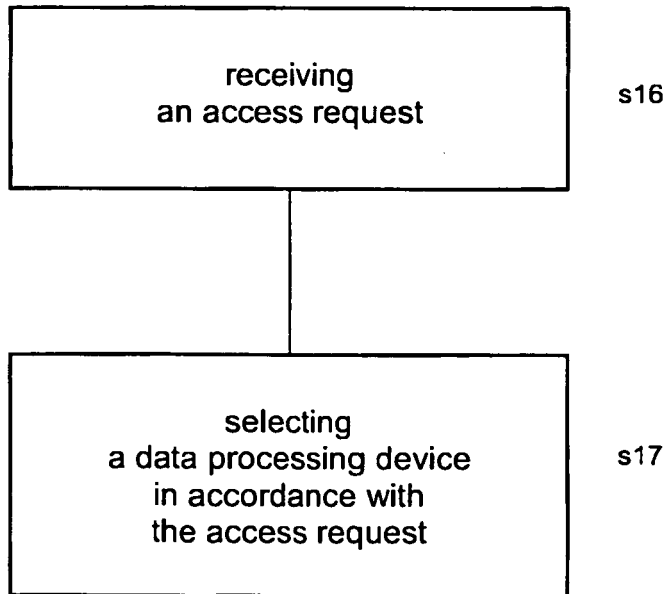 receiving
an access request
s16
selecting
a data processing device
in accordance with
the access request
s17